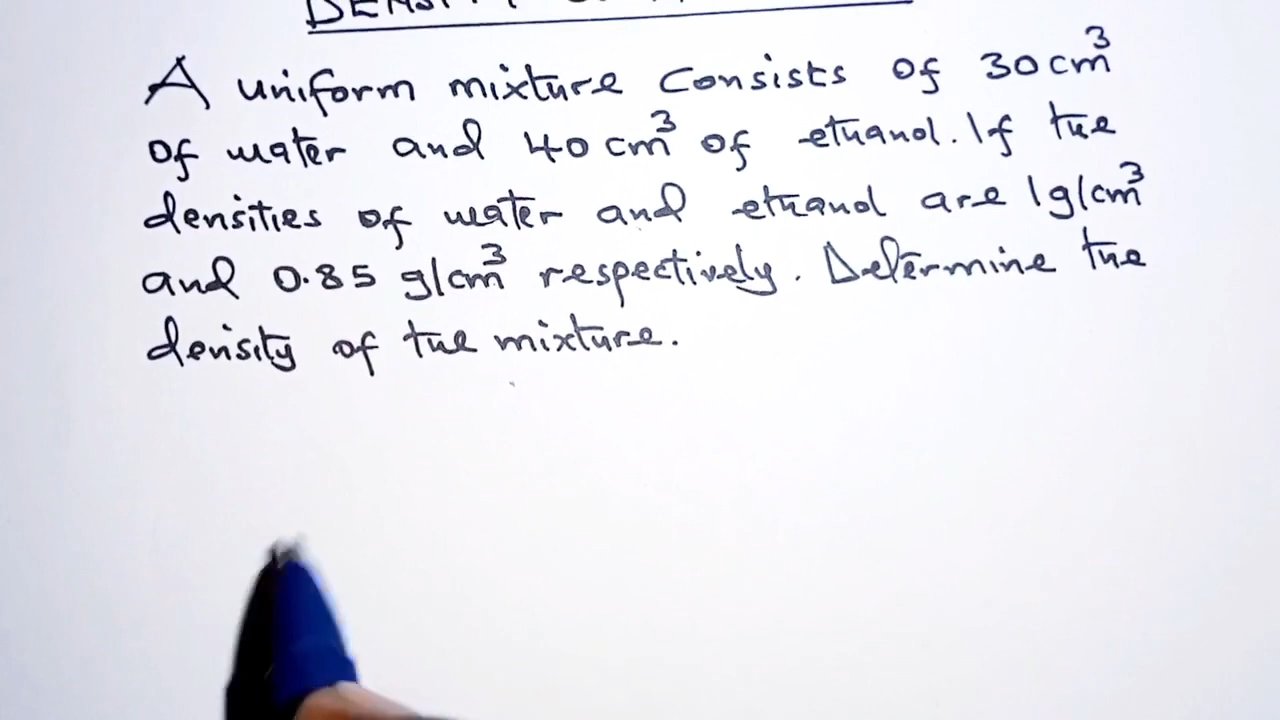 A uniform mixture consists of 30cm³
of water and 40cm³ of ethanol. If the
densities of water and ethanol are 1g/cm³
and 0.85 g/cm³ respectively. Determine the
density of the mixture.